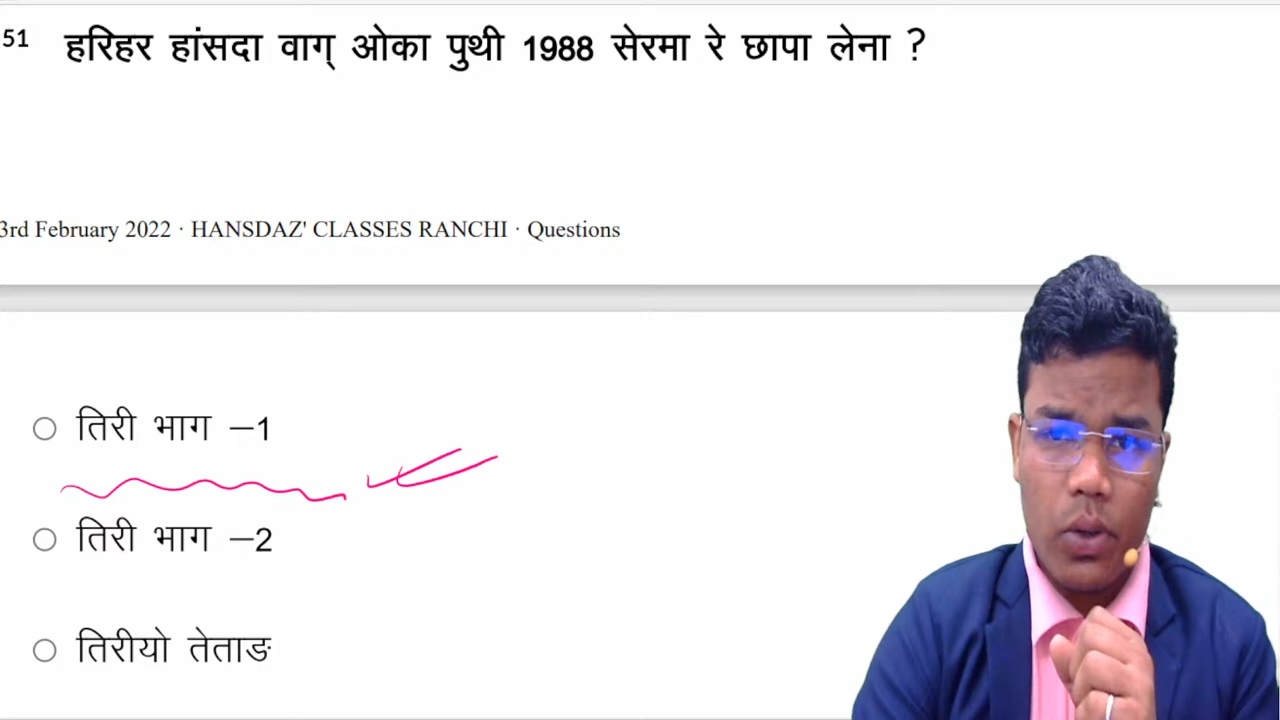 51 हरिहर हांसदा वाग् ओका पुथी 1988 सेरमा रे छापा लेना ?
3rd February 2022 · HANSDAZ' CLASSES RANCHI · Questions
तिरी भाग –1
तिरी भाग –2
तिरीयो तेताङ